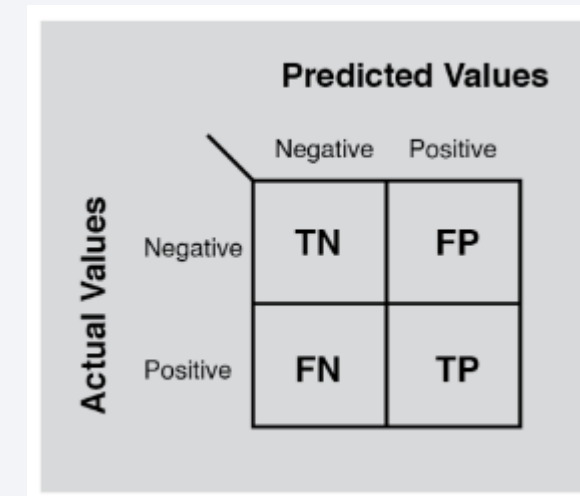 Predicted Values
Negative Positive
Actual Values
Negative TN FP
Positive FN TP